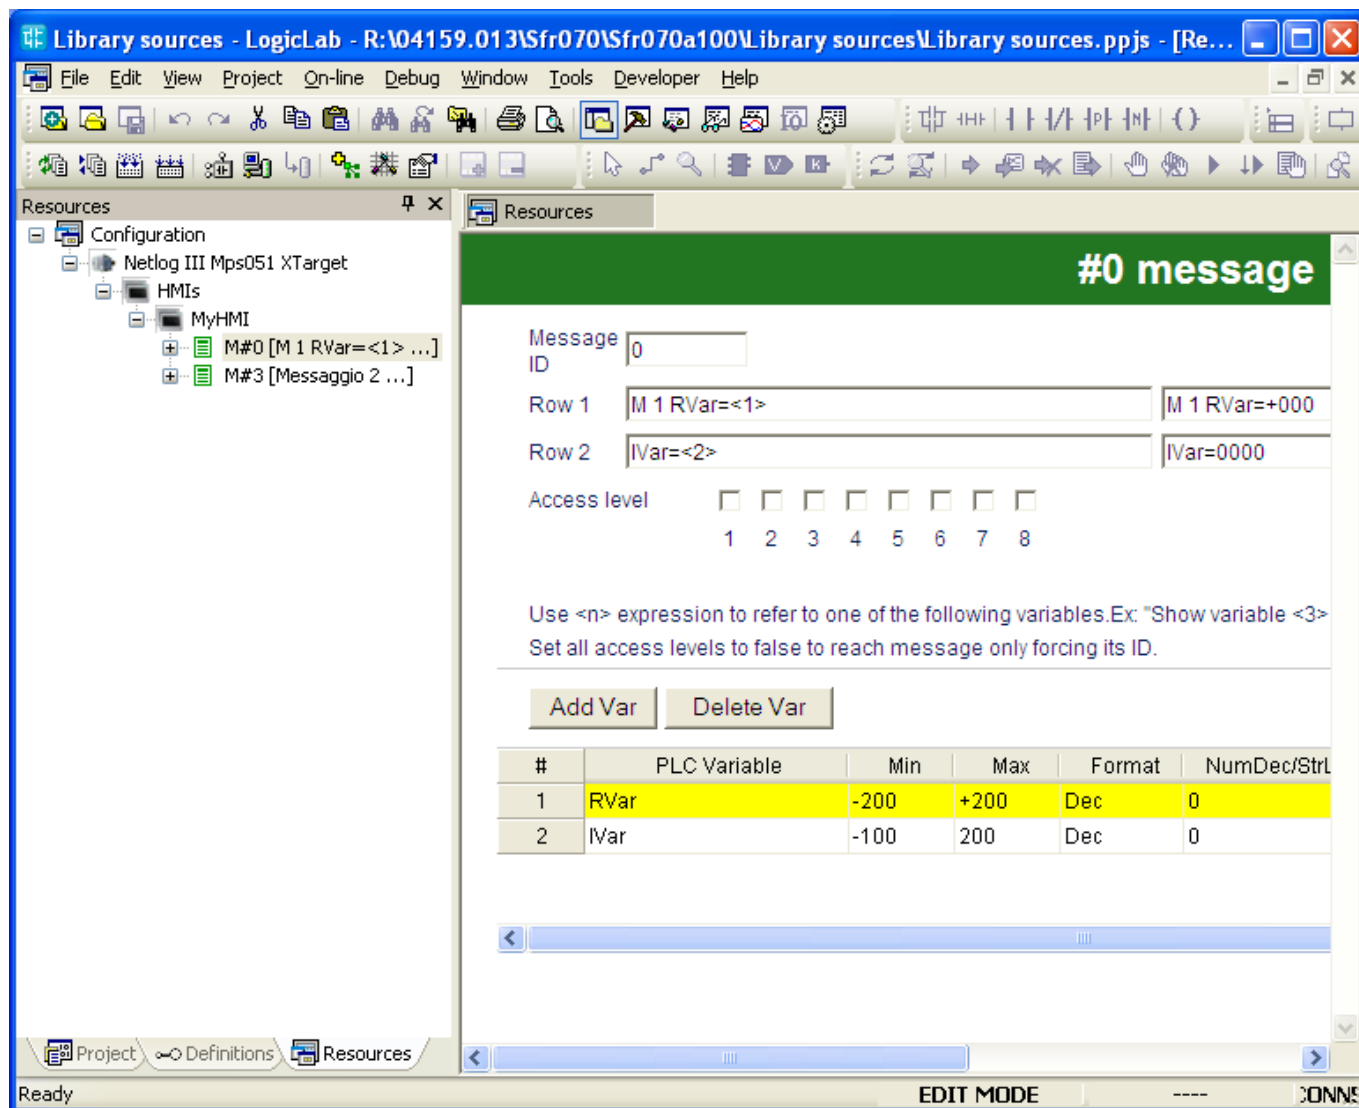 Library sources - LogicLab - R:\04159.013\Sfr070\Sfr070a100\Library sources\Library sources.ppjs - [Re...
File Edit View Project On-line Debug Window Tools Developer Help
Resources
Configuration
Netlog III Mps051 XTarget
HMIs
MyHMI
M#0 [M 1 RVar=<1> ...]
M#3 [Messaggio 2 ...]
Project Definitions Resources
Resources
#0 message
Message ID 0
Row 1 M 1 RVar=<1> M 1 RVar=+000
Row 2 IVar=<2> IVar=0000
Access level
1 2 3 4 5 6 7 8
Use <n> expression to refer to one of the following variables.Ex: "Show variable <3>
Set all access levels to false to reach message only forcing its ID.
Add Var Delete Var
# PLC Variable Min Max Format NumDec/StrL
1 RVar -200 +200 Dec 0
2 IVar -100 200 Dec 0
Ready EDIT MODE ----